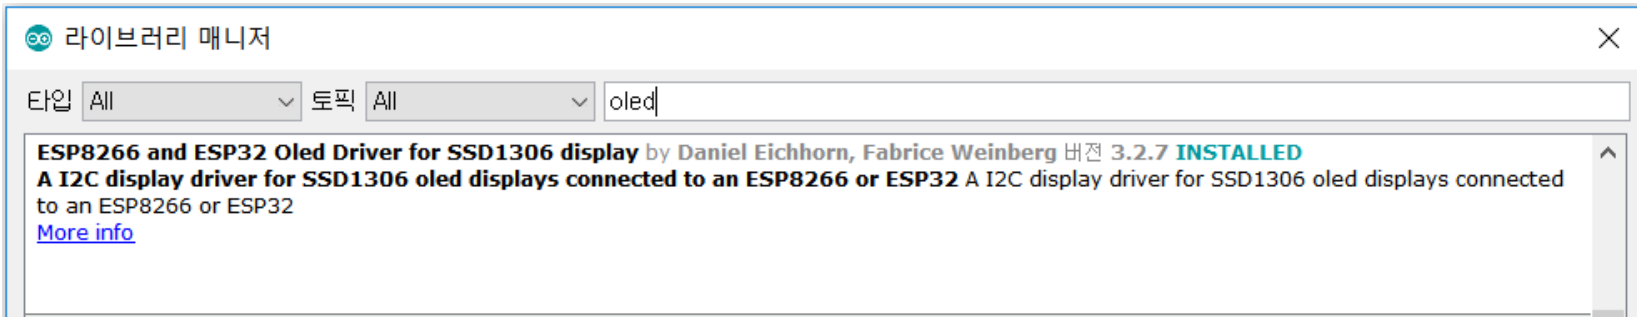 라이브러리 매니저
타입 All 토픽 All oled
ESP8266 and ESP32 Oled Driver for SSD1306 display by Daniel Eichhorn, Fabrice Weinberg 버전 3.2.7 INSTALLED
A I2C display driver for SSD1306 oled displays connected to an ESP8266 or ESP32 A I2C display driver for SSD1306 oled displays connected
to an ESP8266 or ESP32
More info